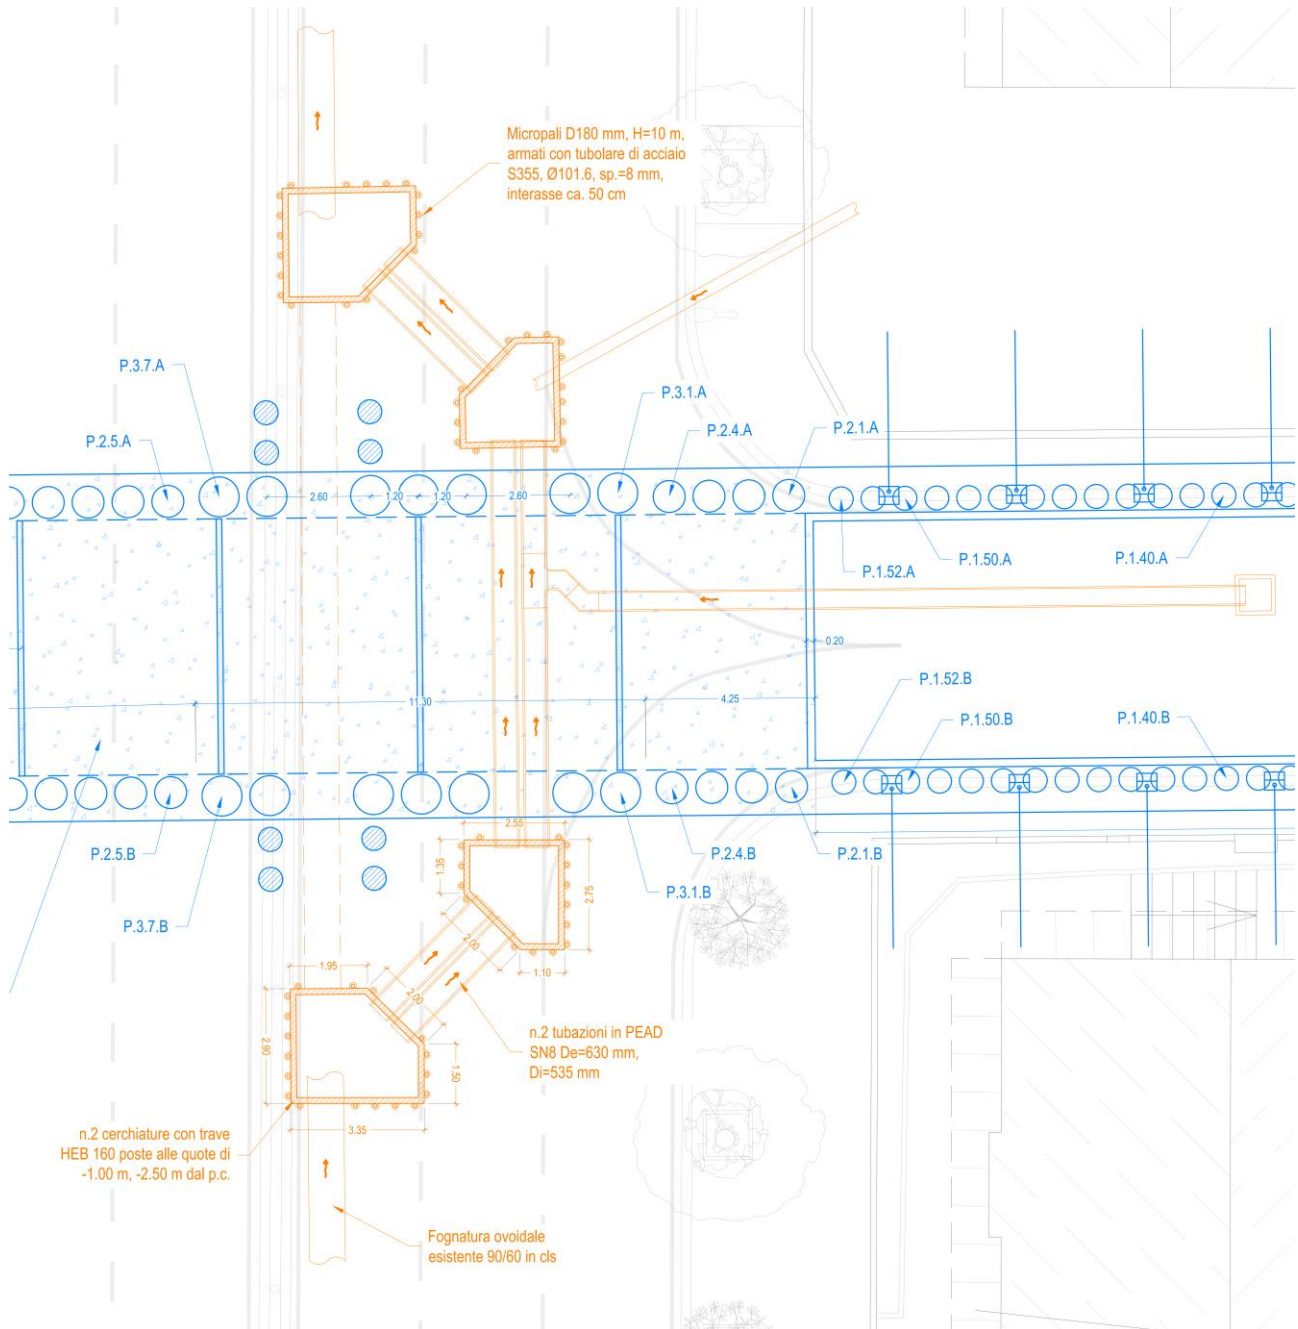 Micropali D180 mm, H=10 m,
armati con tubolare di acciaio
S355, Ø101.6, sp.=8 mm,
interasse ca. 50 cm
P.3.7.A
P.3.1.A
P.2.5.A
P.2.4.A
P.2.1.A
2.60
1.20
1.20
2.60
P.1.52.A
P.1.50.A
P.1.40.A
0.20
P.1.52.B
11.30
4.25
P.1.50.B
P.1.40.B
2.55
P.2.5.B
P.2.4.B
P.2.1.B
1.35
2.75
P.3.1.B
P.3.7.B
2.00
1.95
1.10
2.00
n.2 tubazioni in PEAD
SN8 De=630 mm,
Di=535 mm
2.90
1.50
3.35
n.2 cerchiature con trave
HEB 160 poste alle quote di
-1.00 m, -2.50 m dal p.c.
Fognatura ovoidale
esistente 90/60 in cls